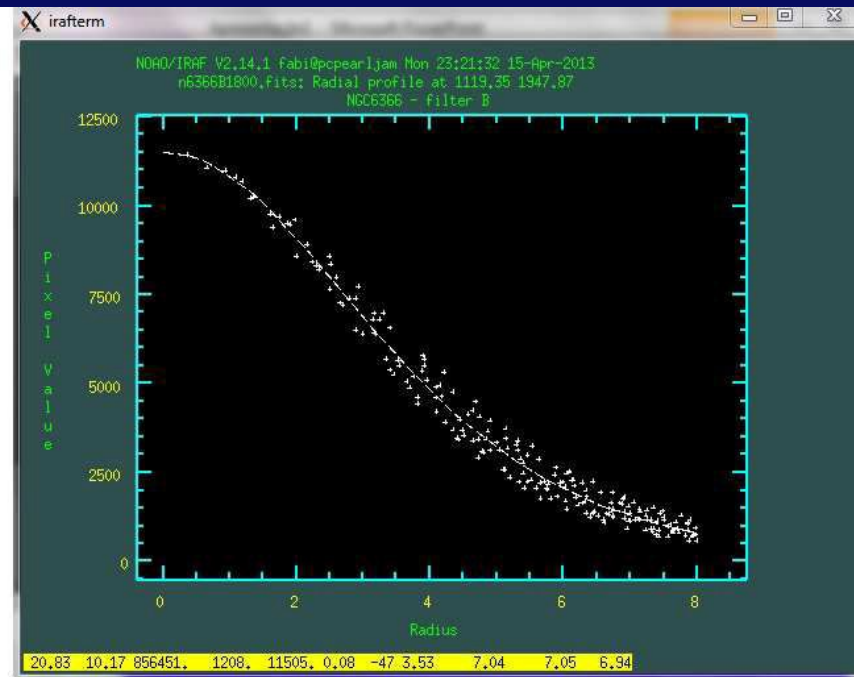 irafterm
NOAO/IRAF V2.14.1 fabi@pcpearljam Mon 23:21:32 15-Apr-2013
n6366B1800.fits: Radial profile at 1119.35 1947.87
NGC6366 - filter B
12500
10000
7500
5000
2500
0
Pixel Value
0 2 4 6 8
Radius
20.83 10.17 856451. 1208. 11505. 0.08 -47 3.53 7.04 7.05 6.94